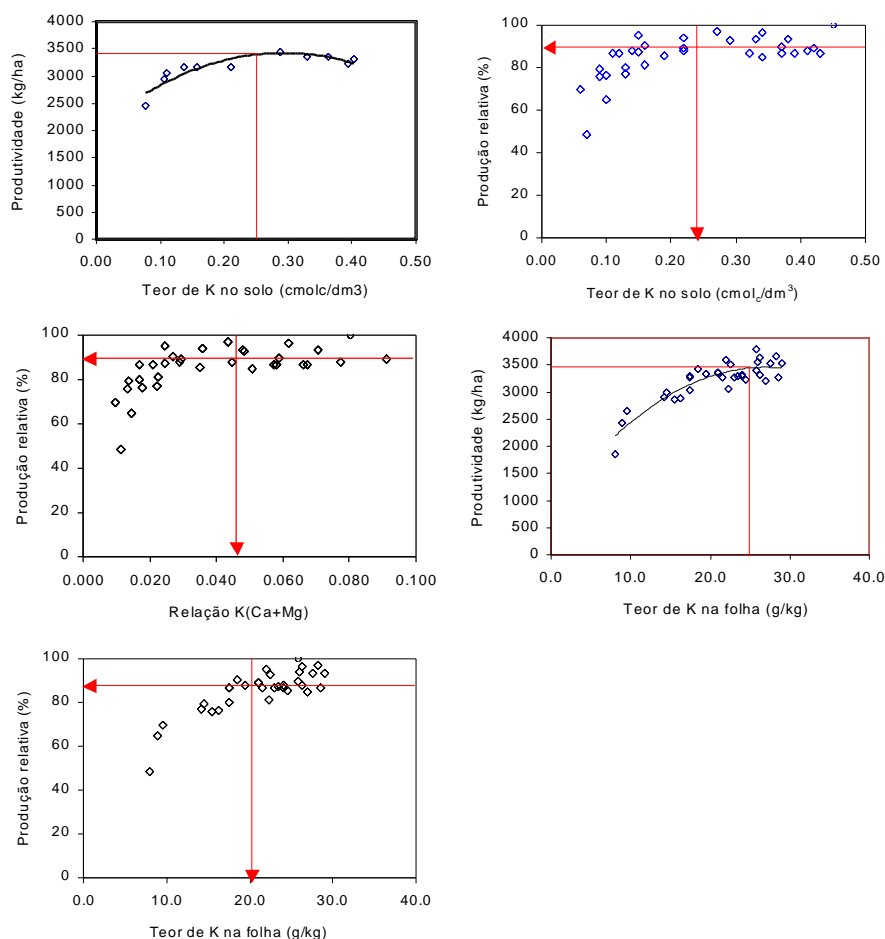 Produtividade (kg/ha)
4000
3500
3000
2500
2000
1500
1000
500
0
0.00 0.10 0.20 0.30 0.40 0.50
Teor de K no solo (cmolc/dm3)
Produção relativa (%)
100
80
60
40
20
0
0.00 0.10 0.20 0.30 0.40 0.50
Teor de K no solo (cmolc/dm3)
Produção relativa (%)
100
80
60
40
20
0
0.000 0.020 0.040 0.060 0.080 0.100
Relação K(Ca+Mg)
Produtividade (kg/ha)
4000
3500
3000
2500
2000
1500
1000
500
0
0.0 10.0 20.0 30.0 40.0
Teor de K na folha (g/kg)
Produção relativa (%)
100
80
60
40
20
0
0.0 10.0 20.0 30.0 40.0
Teor de K na folha (g/kg)